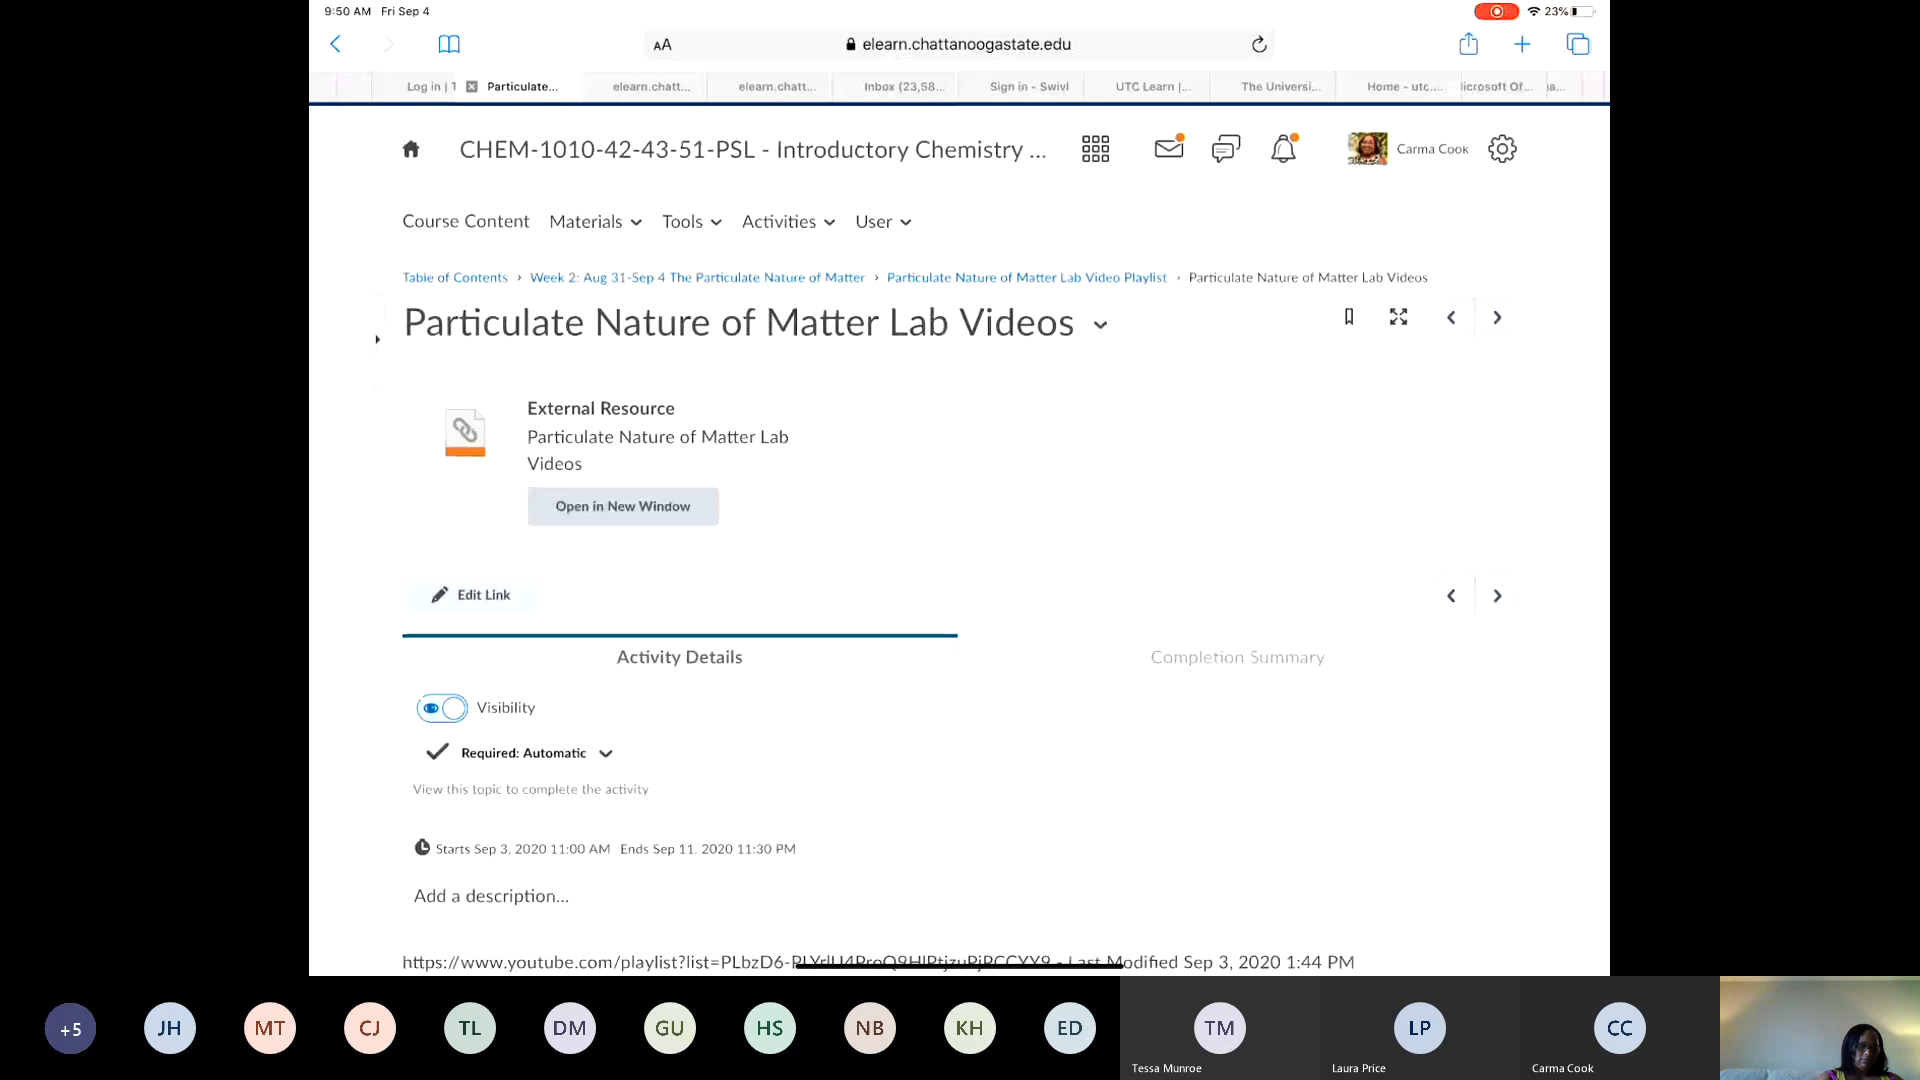 9:50 AM Fri Sep 4
23%
AA elearn.chattanoogastate.edu
Log in | Particulate... elearn.chatt... elearn.chatt... Inbox (23,58... Sign in - Swivl UTC Learn |... The Universi... Home - utc....
CHEM-1010-42-43-51-PSL - Introductory Chemistry ...
Carma Cook
Course Content Materials Tools Activities User
Table of Contents › Week 2: Aug 31-Sep 4 The Particulate Nature of Matter › Particulate Nature of Matter Lab Video Playlist › Particulate Nature of Matter Lab Videos
Particulate Nature of Matter Lab Videos
External Resource
Particulate Nature of Matter Lab
Videos
Open in New Window
Edit Link
Activity Details
Completion Summary
Visibility
Required: Automatic
View this topic to complete the activity
Starts Sep 3, 2020 11:00 AM Ends Sep 11, 2020 11:30 PM
Add a description...
https://www.youtube.com/playlist?list=PLbzD6- - Last Modified Sep 3, 2020 1:44 PM
+5 JH MT CJ TL DM GU HS NB KH ED TM LP CC
Tessa Munroe Laura Price Carma Cook